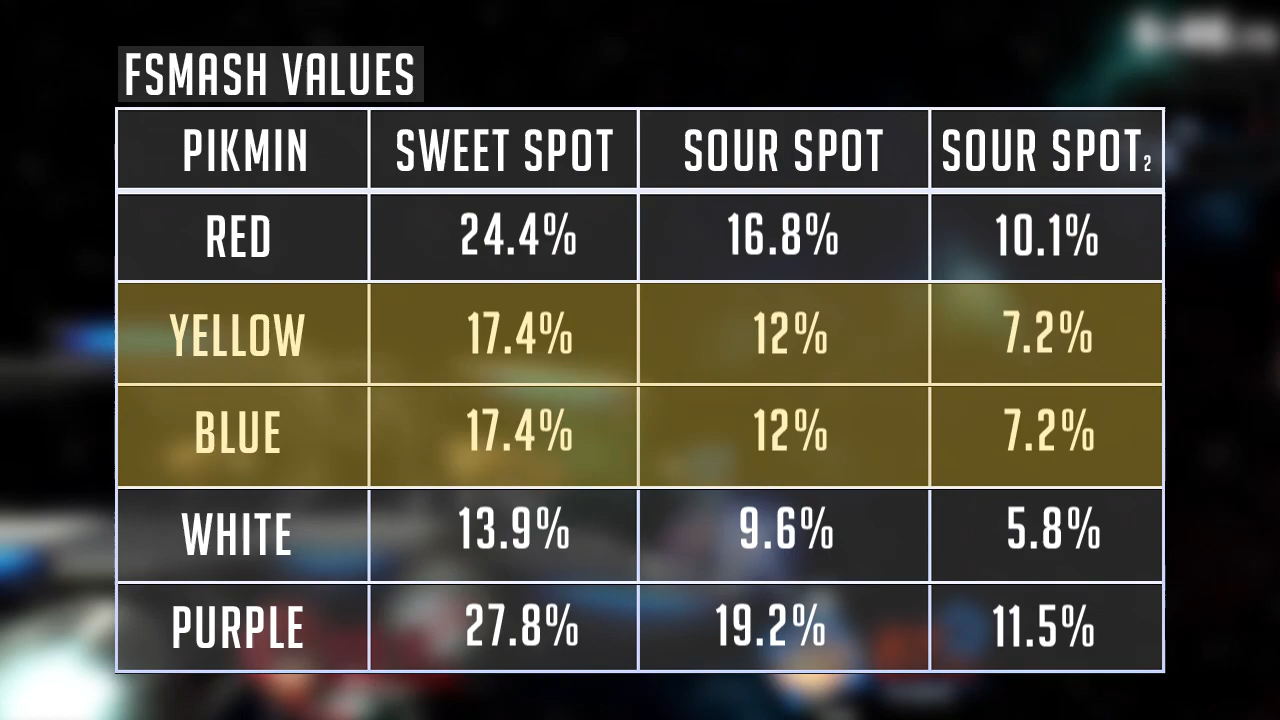 FSMASH VALUES
PIKMIN SWEET SPOT SOUR SPOT SOUR SPOT2
RED 24.4% 16.8% 10.1%
YELLOW 17.4% 12% 7.2%
BLUE 17.4% 12% 7.2%
WHITE 13.9% 9.6% 5.8%
PURPLE 27.8% 19.2% 11.5%